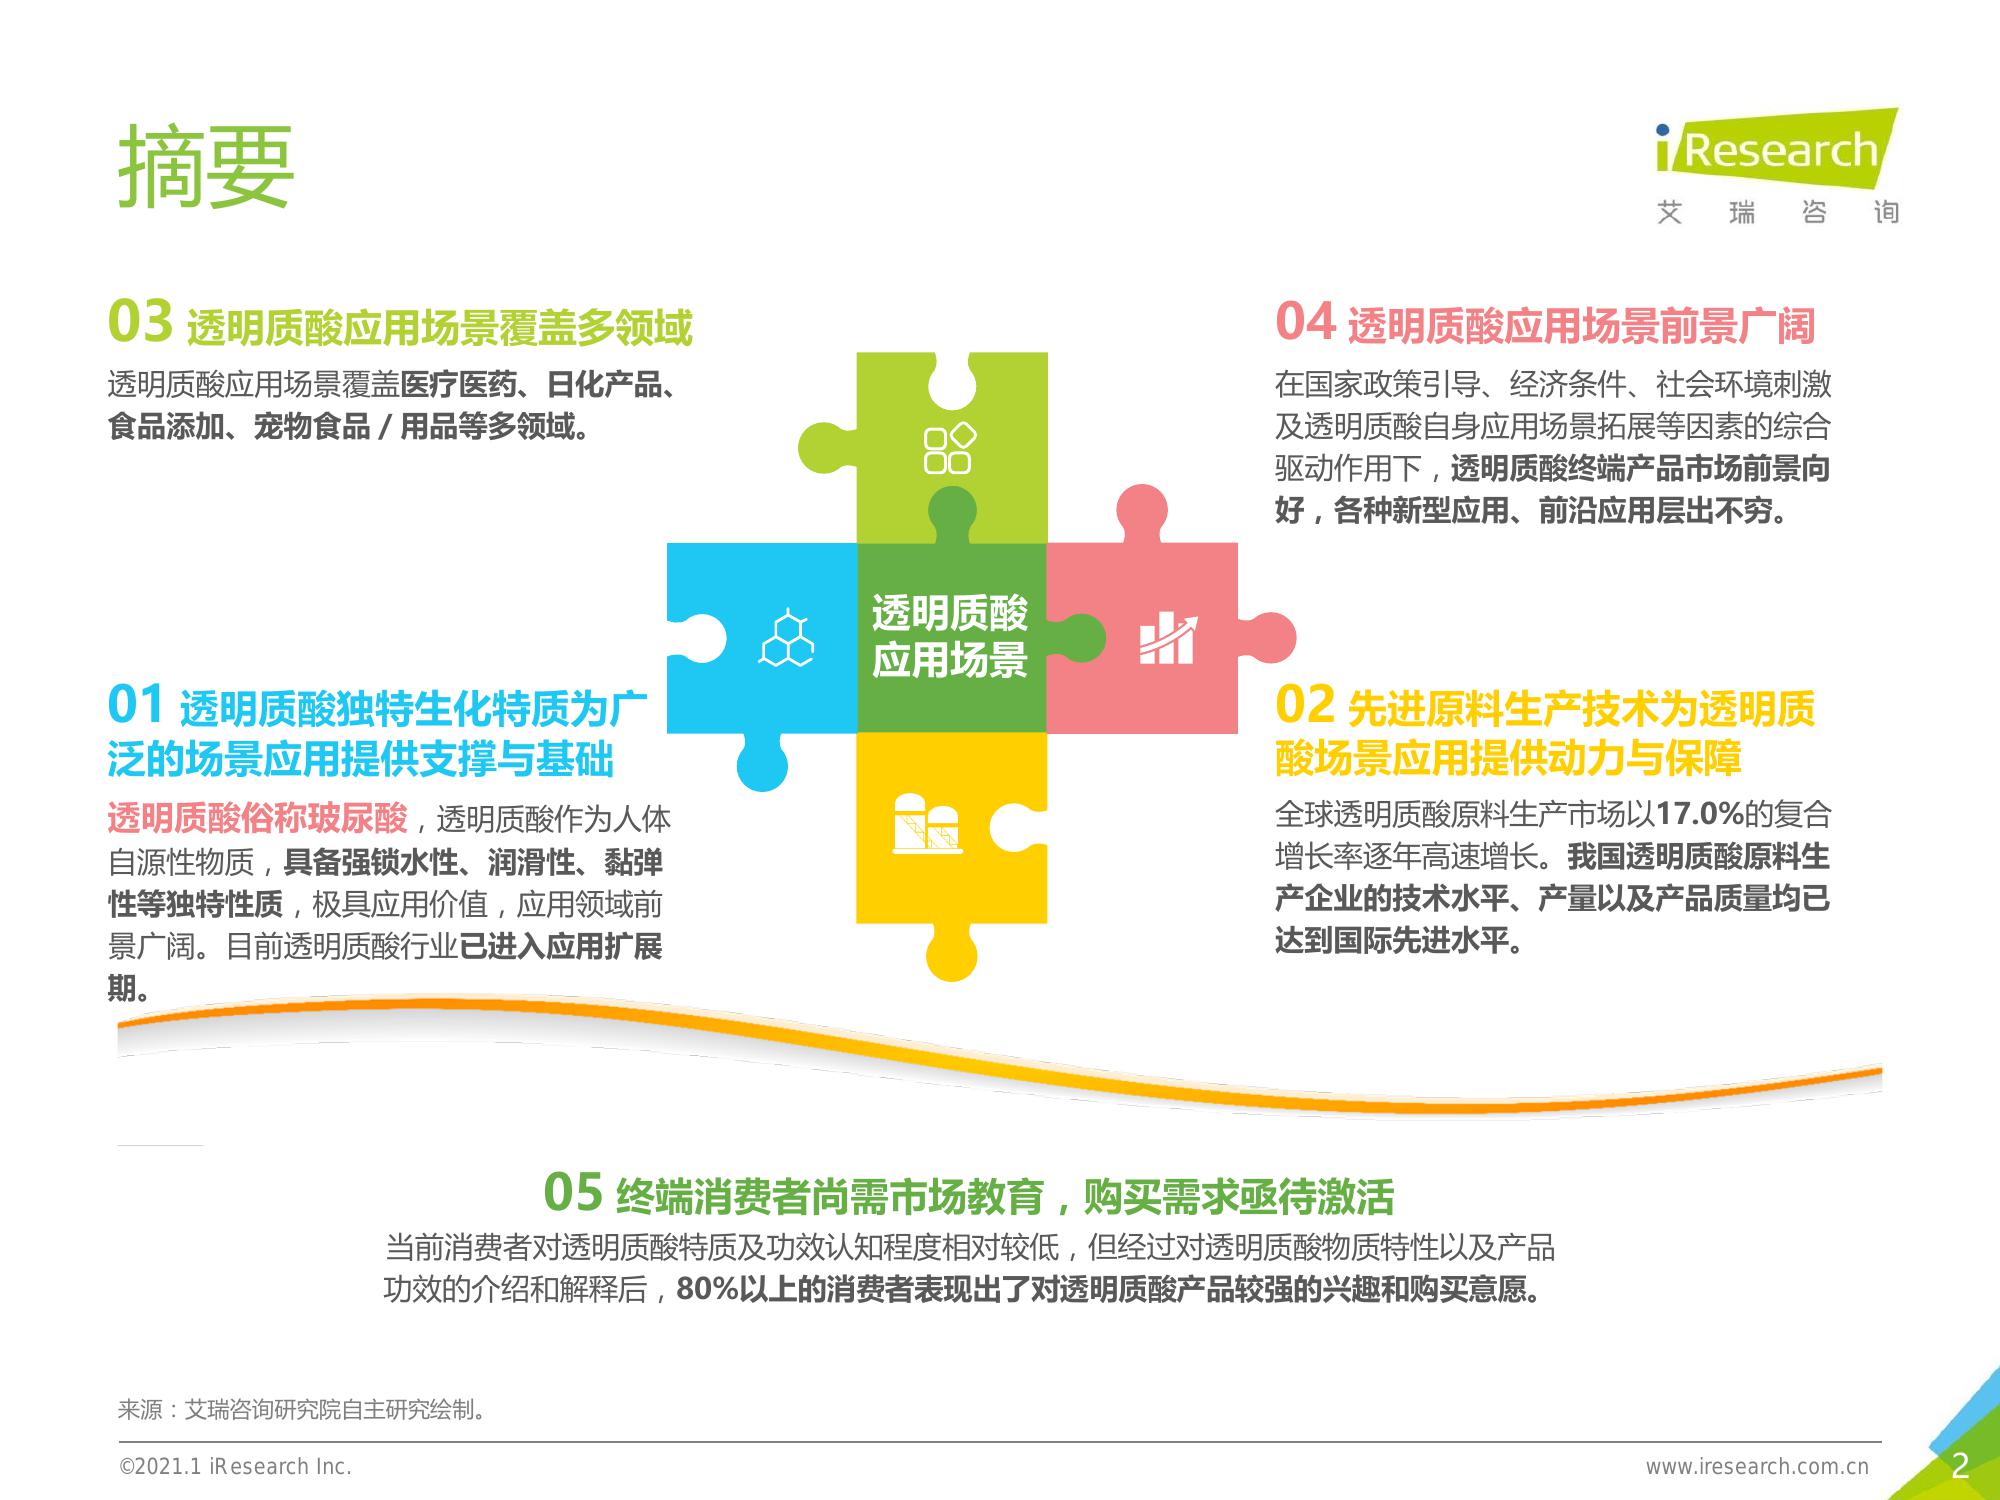 摘要
iResearch
艾瑞咨询
03 透明质酸应用场景覆盖多领域
透明质酸应用场景覆盖医疗医药、日化产品、
食品添加、宠物食品 / 用品等多领域。
04 透明质酸应用场景前景广阔
在国家政策引导、经济条件、社会环境刺激
及透明质酸自身应用场景拓展等因素的综合
驱动作用下，透明质酸终端产品市场前景向
好，各种新型应用、前沿应用层出不穷。
透明质酸
应用场景
01 透明质酸独特生化特质为广
泛的场景应用提供支撑与基础
透明质酸俗称玻尿酸，透明质酸作为人体
自源性物质，具备强锁水性、润滑性、黏弹
性等独特性质，极具应用价值，应用领域前
景广阔。目前透明质酸行业已进入应用扩展
期。
02 先进原料生产技术为透明质
酸场景应用提供动力与保障
全球透明质酸原料生产市场以17.0%的复合
增长率逐年高速增长。我国透明质酸原料生
产企业的技术水平、产量以及产品质量均已
达到国际先进水平。
05 终端消费者尚需市场教育，购买需求亟待激活
当前消费者对透明质酸特质及功效认知程度相对较低，但经过对透明质酸物质特性以及产品
功效的介绍和解释后，80%以上的消费者表现出了对透明质酸产品较强的兴趣和购买意愿。
来源：艾瑞咨询研究院自主研究绘制。
©2021.1 iResearch Inc.
www.iresearch.com.cn
2